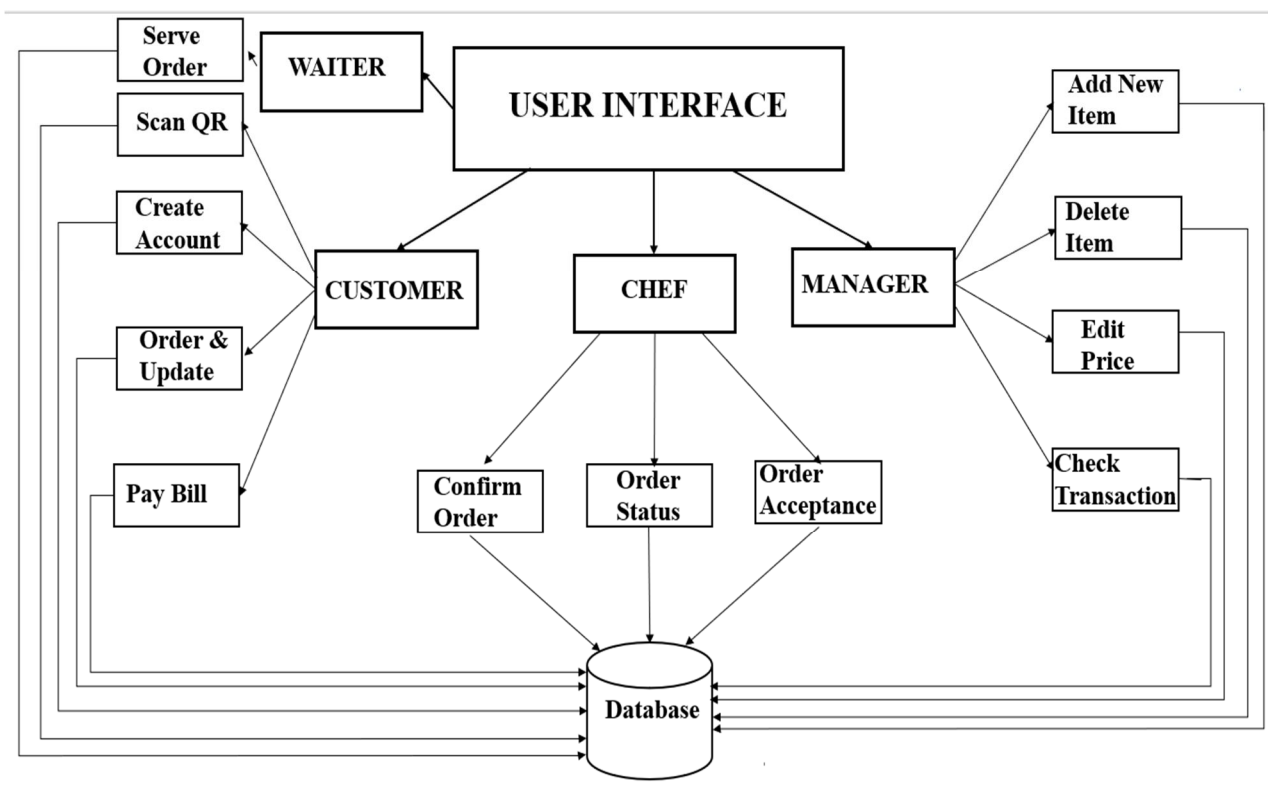 Serve
Order
WAITER
USER INTERFACE
Add New
Item
Scan QR
Create
Account
Delete
Item
CUSTOMER
CHEF
MANAGER
Order &
Update
Edit
Price
Pay Bill
Confirm
Order
Order
Status
Order
Acceptance
Check
Transaction
Database